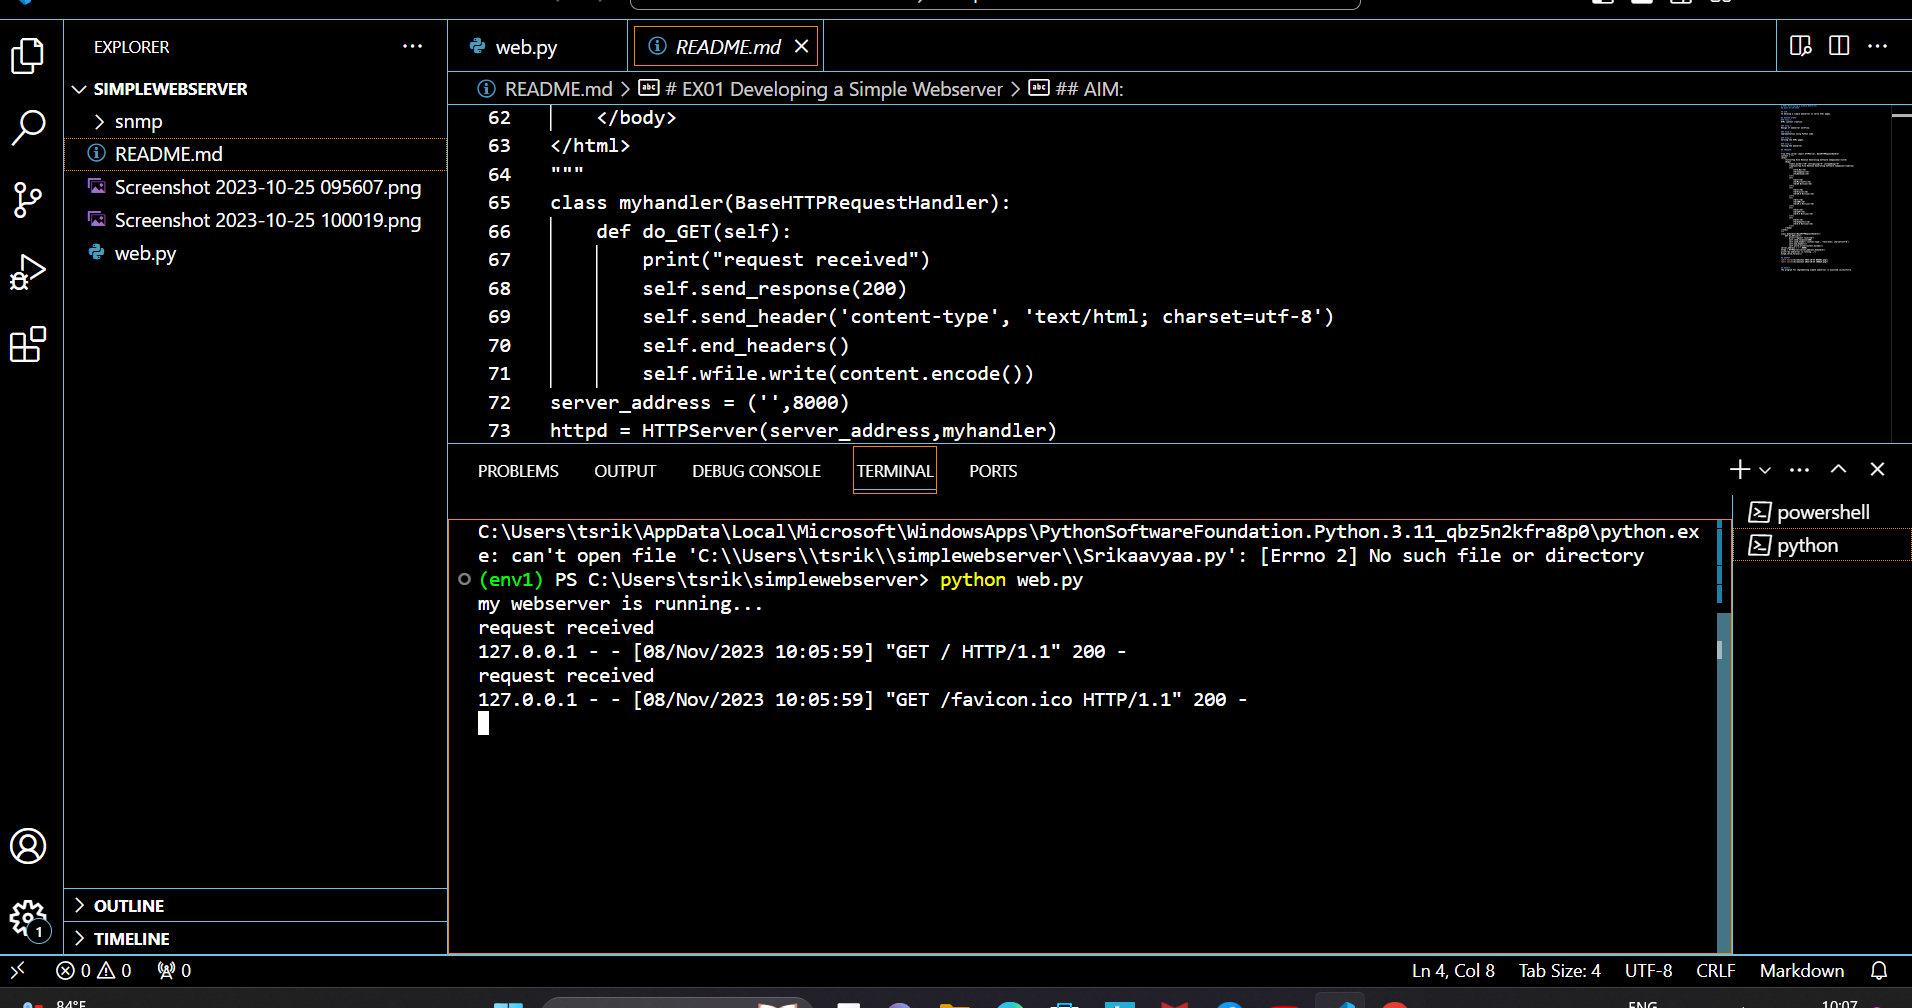 EXPLORER
SIMPLEWEBSERVER
snmp
README.md
Screenshot 2023-10-25 095607.png
Screenshot 2023-10-25 100019.png
web.py
OUTLINE
TIMELINE
web.py
README.md
README.md > # EX01 Developing a Simple Webserver > ## AIM:
62 </body>
63 </html>
64 """
65 class myhandler(BaseHTTPRequestHandler):
66 def do_GET(self):
67 print("request received")
68 self.send_response(200)
69 self.send_header('content-type', 'text/html; charset=utf-8')
70 self.end_headers()
71 self.wfile.write(content.encode())
72 server_address = ('',8000)
73 httpd = HTTPServer(server_address,myhandler)
PROBLEMS OUTPUT DEBUG CONSOLE TERMINAL PORTS
C:\Users\tsrik\AppData\Local\Microsoft\WindowsApps\PythonSoftwareFoundation.Python.3.11_qbz5n2kfra8p0\python.ex
e: can't open file 'C:\\Users\\tsrik\\simplewebserver\\Srikaavyaa.py': [Errno 2] No such file or directory
(env1) PS C:\Users\tsrik\simplewebserver> python web.py
my webserver is running...
request received
127.0.0.1 - - [08/Nov/2023 10:05:59] "GET / HTTP/1.1" 200 -
request received
127.0.0.1 - - [08/Nov/2023 10:05:59] "GET /favicon.ico HTTP/1.1" 200 -
powershell
python
1
0 0 0
Ln 4, Col 8 Tab Size: 4 UTF-8 CRLF Markdown
84°F
ENG
10:07